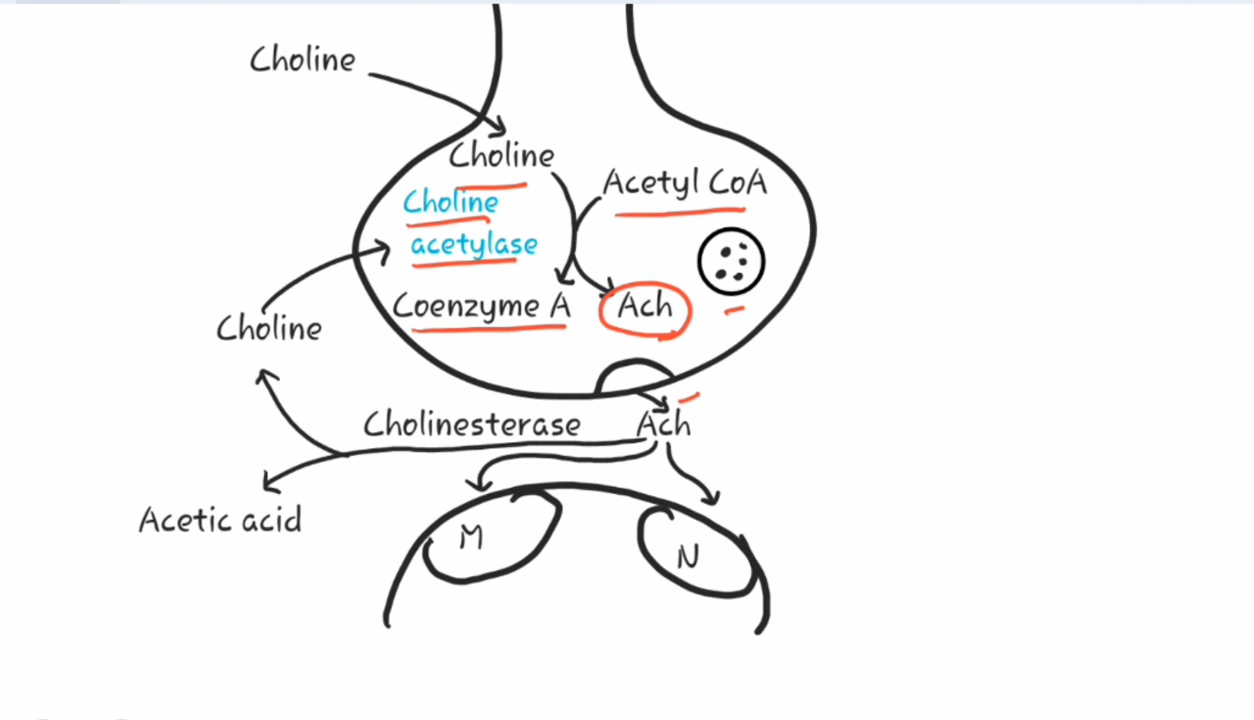 Choline
Choline
Acetyl CoA
Choline
acetylase
Coenzyme A
Ach
Choline
Cholinesterase
Ach
Acetic acid
M
N